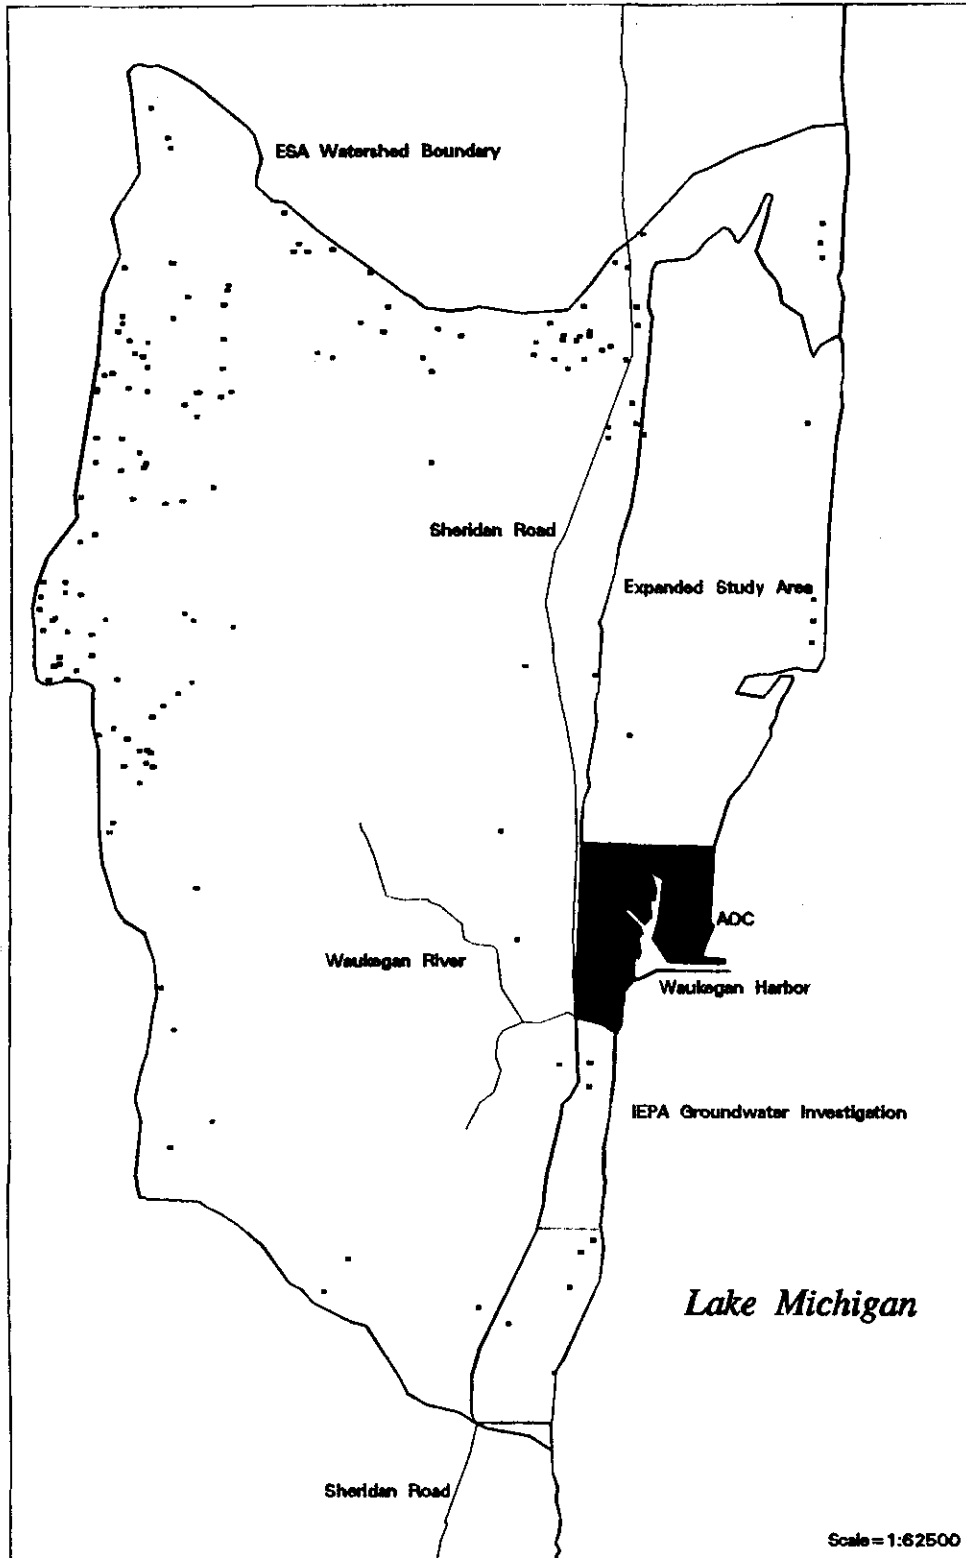 ESA Watershed Boundary
Sheridan Road
Expanded Study Area
AOC
Waukegan River
Waukegan Harbor
IEPA Groundwater Investigation
Lake Michigan
Sheridan Road
Scale=1:62500